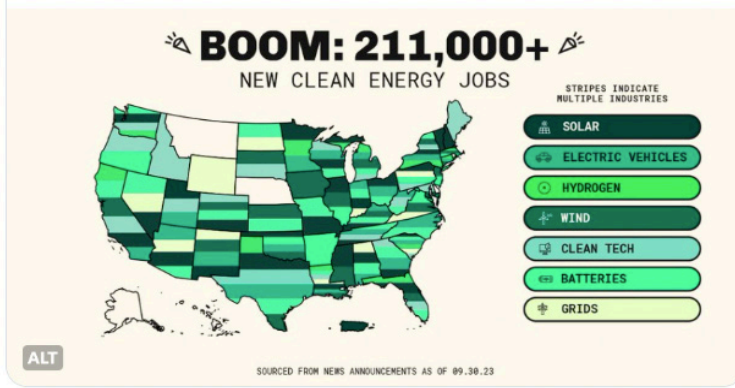 BOOM: 211,000+
NEW CLEAN ENERGY JOBS
STRIPES INDICATE
MULTIPLE INDUSTRIES
SOLAR
ELECTRIC VEHICLES
HYDROGEN
WIND
CLEAN TECH
BATTERIES
GRIDS
ALT
SOURCED FROM NEWS ANNOUNCEMENTS AS OF 09.30.23